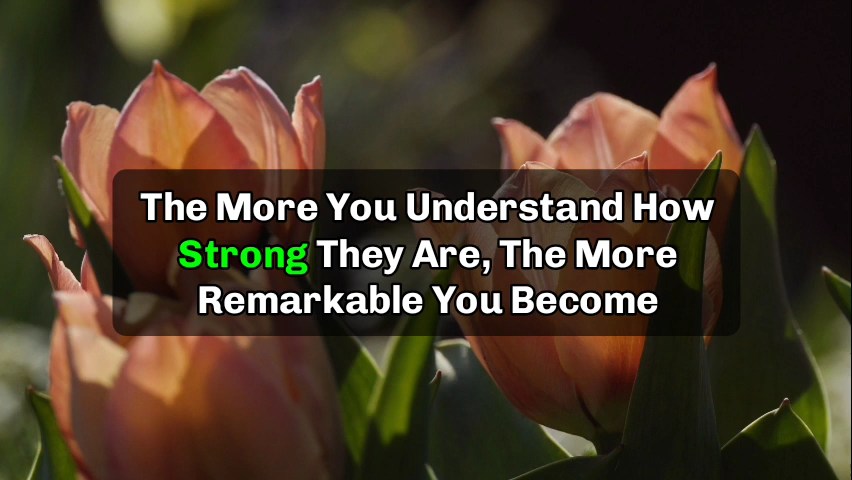 The More You Understand How
Strong They Are, The More
Remarkable You Become